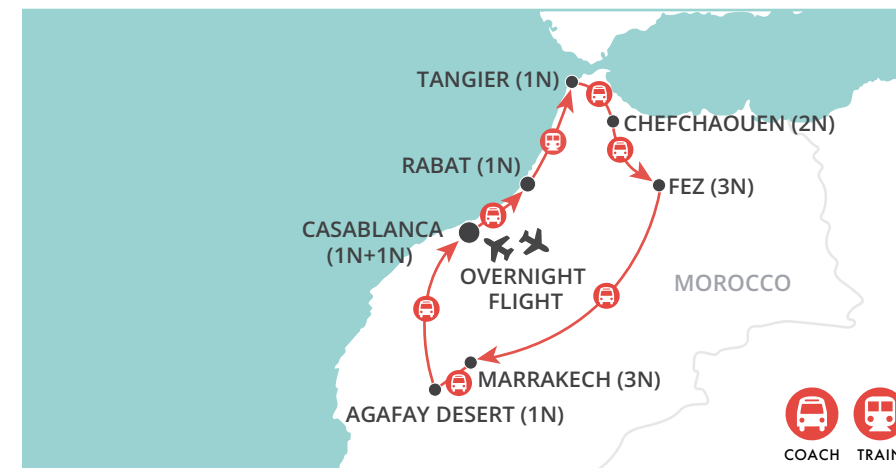 TANGIER (1N)
CHEFCHAOUEN (2N)
RABAT (1N)
FEZ (3N)
CASABLANCA
(1N+1N)
OVERNIGHT
FLIGHT
MOROCCO
MARRAKECH (3N)
AGAFAY DESERT (1N)
COACH TRAIN